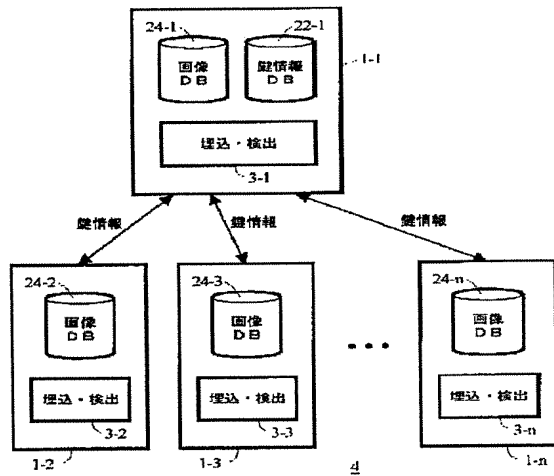 24-1
22-1
1-1
画像
DB
鍵情報
DB
埋込・検出
3-1
鍵情報
鍵情報
鍵情報
24-2
24-3
24-n
画像
DB
画像
DB
画像
DB
埋込・検出
埋込・検出
埋込・検出
3-2
3-3
3-n
1-2
1-3
4
1-n